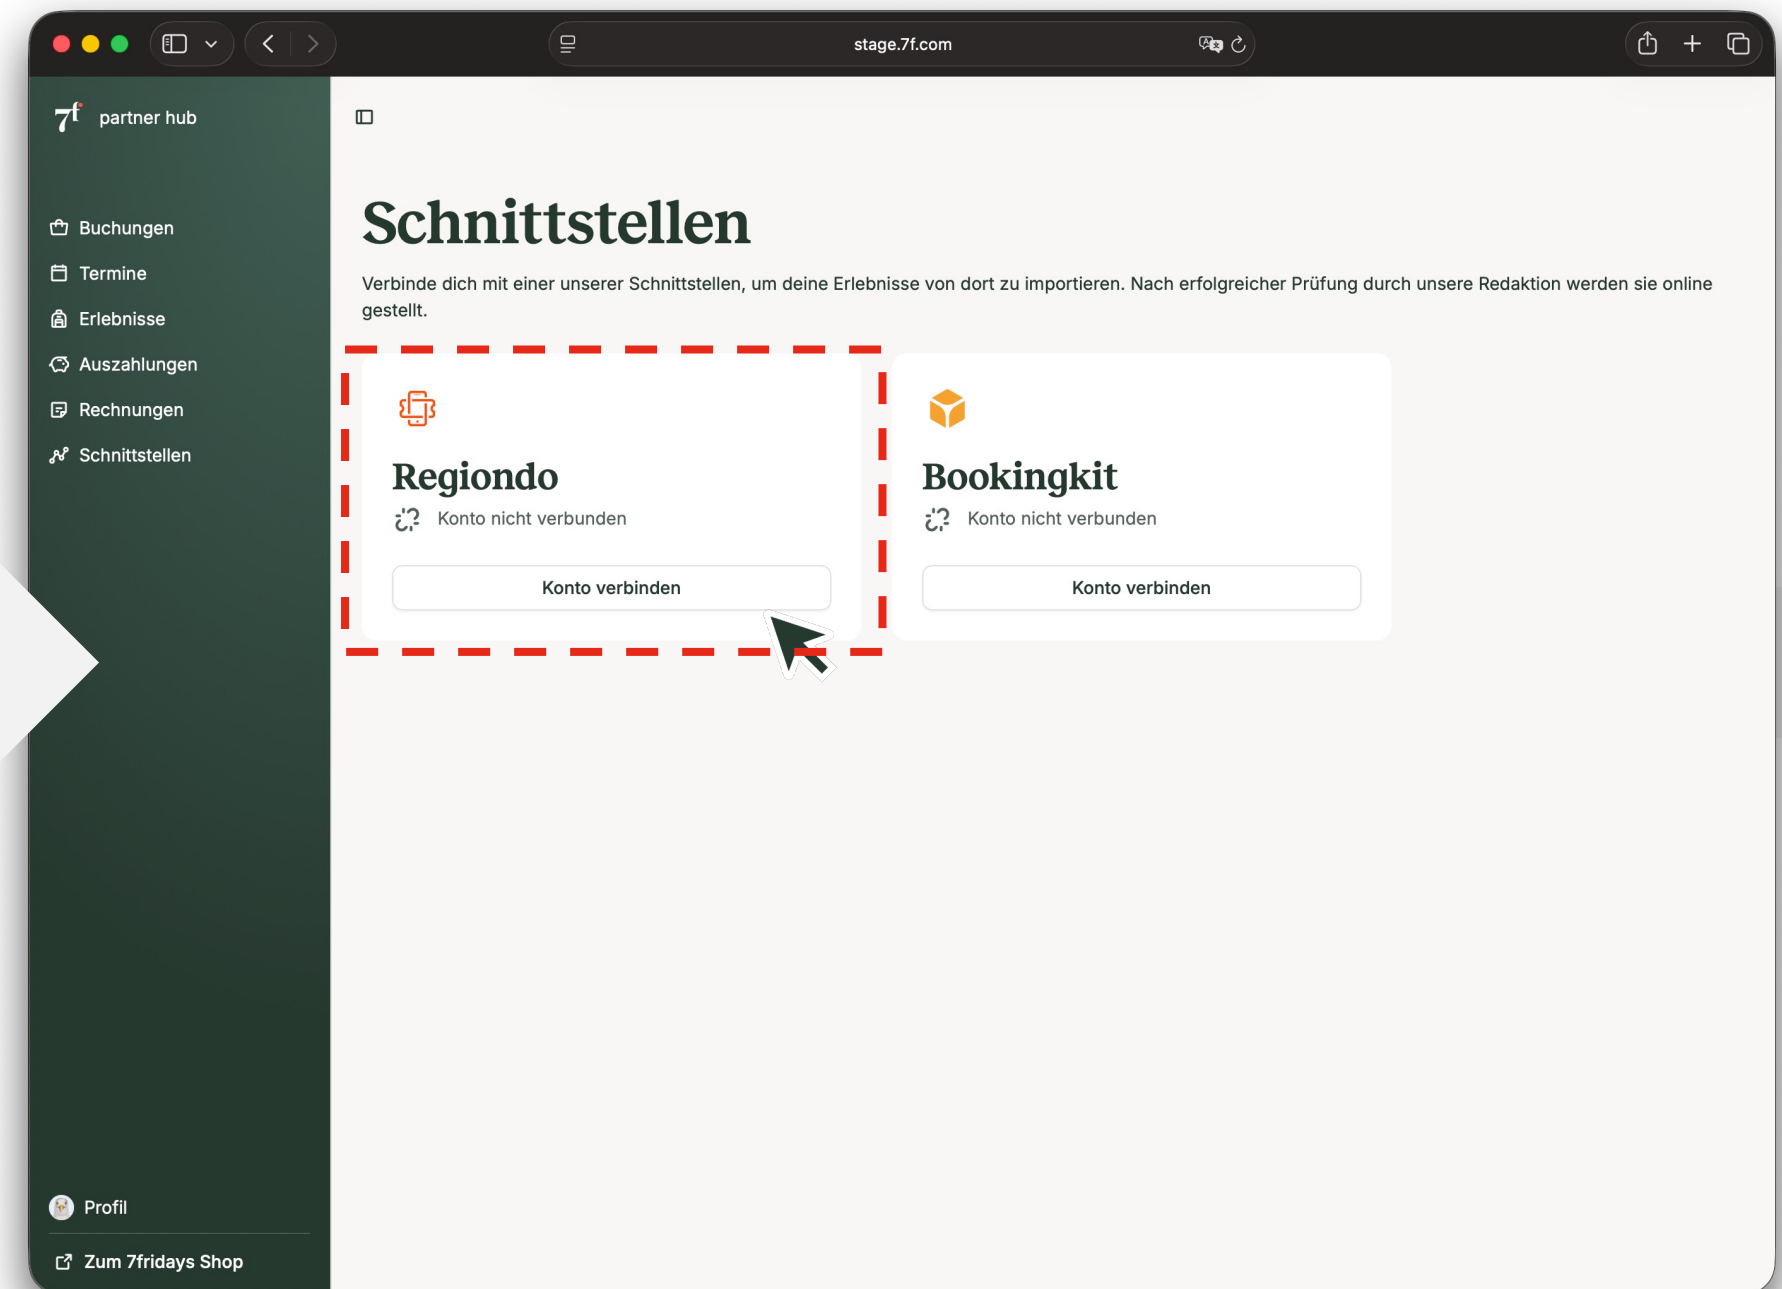 stage.7f.com
7f partner hub
Buchungen
Termine
Erlebnisse
Auszahlungen
Rechnungen
Schnittstellen
Profil
Zum 7fridays Shop
Schnittstellen
Verbinde dich mit einer unserer Schnittstellen, um deine Erlebnisse von dort zu importieren. Nach erfolgreicher Prüfung durch unsere Redaktion werden sie online
gestellt.
Regiondo
Konto nicht verbunden
Konto verbinden
Bookingkit
Konto nicht verbunden
Konto verbinden